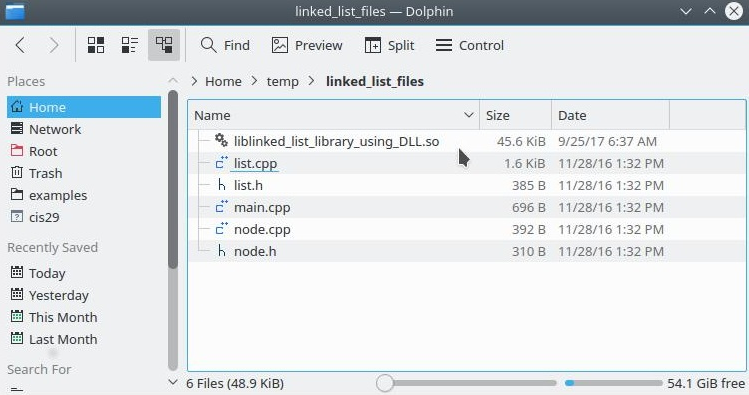 linked_list_files — Dolphin
Find Preview Split Control
Places
Home
Network
Root
Trash
examples
cis29
Recently Saved
Today
Yesterday
This Month
Last Month
Search For
Home temp linked_list_files
Name Size Date
liblinked_list_library_using_DLL.so 45.6 KiB 9/25/17 6:37 AM
list.cpp 1.6 KiB 11/28/16 1:32 PM
list.h 385 B 11/28/16 1:32 PM
main.cpp 696 B 11/28/16 1:32 PM
node.cpp 392 B 11/28/16 1:32 PM
node.h 310 B 11/28/16 1:32 PM
6 Files (48.9 KiB) 54.1 GiB free